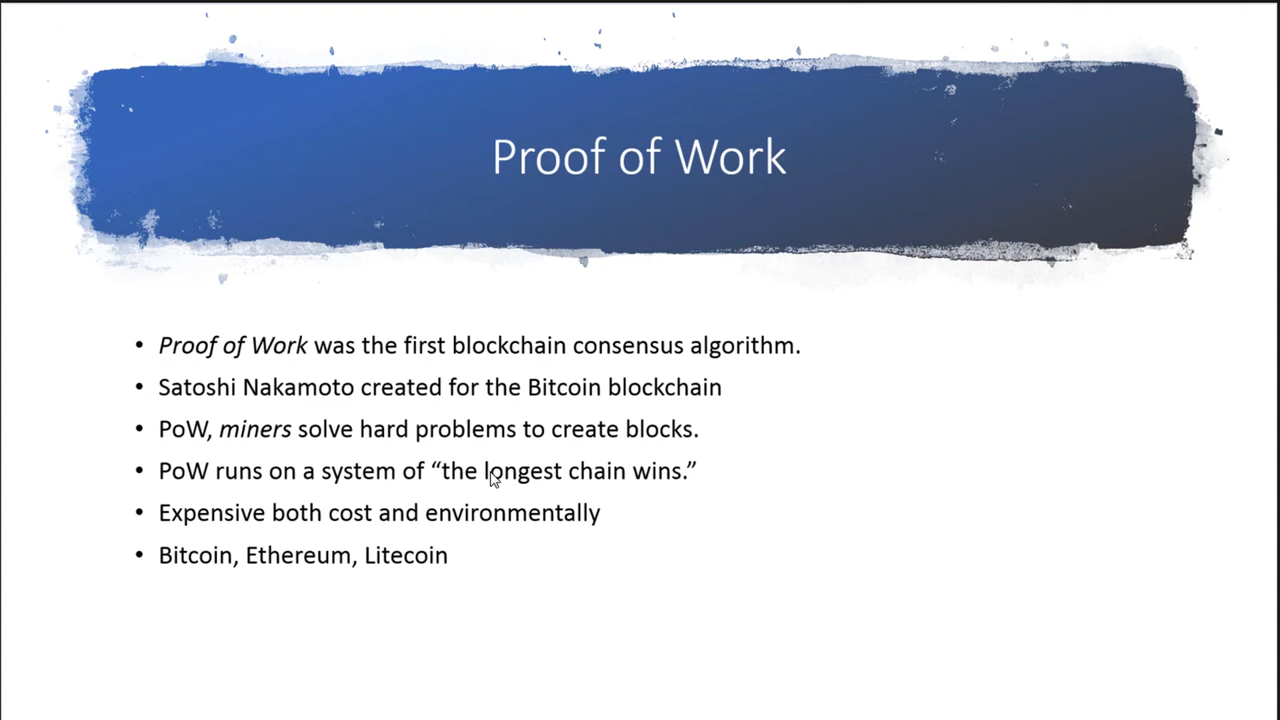 Proof of Work
• Proof of Work was the first blockchain consensus algorithm.
• Satoshi Nakamoto created for the Bitcoin blockchain
• PoW, miners solve hard problems to create blocks.
• PoW runs on a system of “the longest chain wins.”
• Expensive both cost and environmentally
• Bitcoin, Ethereum, Litecoin